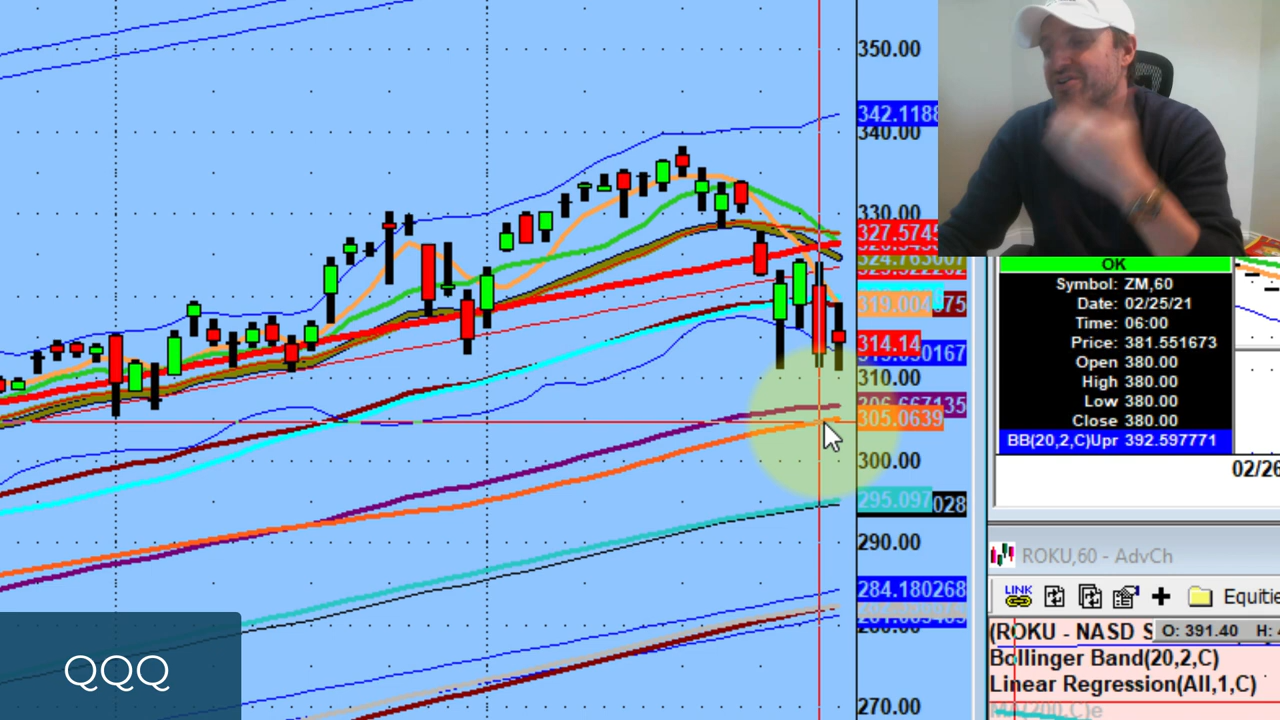 350.00
342.1188
340.00
330.00
327.5745
319.004
314.14
310.00
305.0639
300.00
295.097
028
290.00
284.180268
270.00
QQQ
OK
Symbol: ZM,60
Date: 02/25/21
Time: 06:00
Price: 381.551673
Open 380.00
High 380.00
Low 380.00
Close 380.00
BB(20,2,C)Upr 392.597771
02/26
ROKU,60 - AdvCh
LINK
Equitie
(ROKU - NASD S
O: 391.40 H:
Bollinger Band(20,2,C)
Linear Regression(All,1,C)